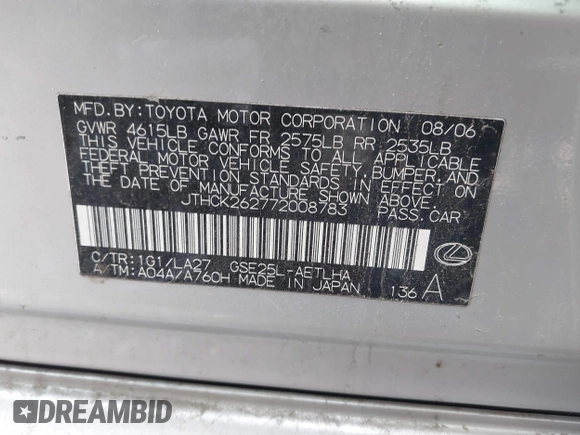 MFD.BY:TOYOTA MOTOR CORPORATION 08/06
GVWR 4615LB GAWR FR 2575LB RR 2535LB
THIS VEHICLE CONFORMS TO ALL APPLICABLE
FEDERAL MOTOR VEHICLE SAFETY, BUMPER, AND
THEFT PREVENTION STANDARDS IN EFFECT ON
THE DATE OF MANUFACTURE SHOWN ABOVE.
JTHCK262772008783 PASS.CAR
C/TR:1G1/LA27 GSE25L-AETLHA
A/TM:A04A/A760H MADE IN JAPAN 136 A
DREAMBID